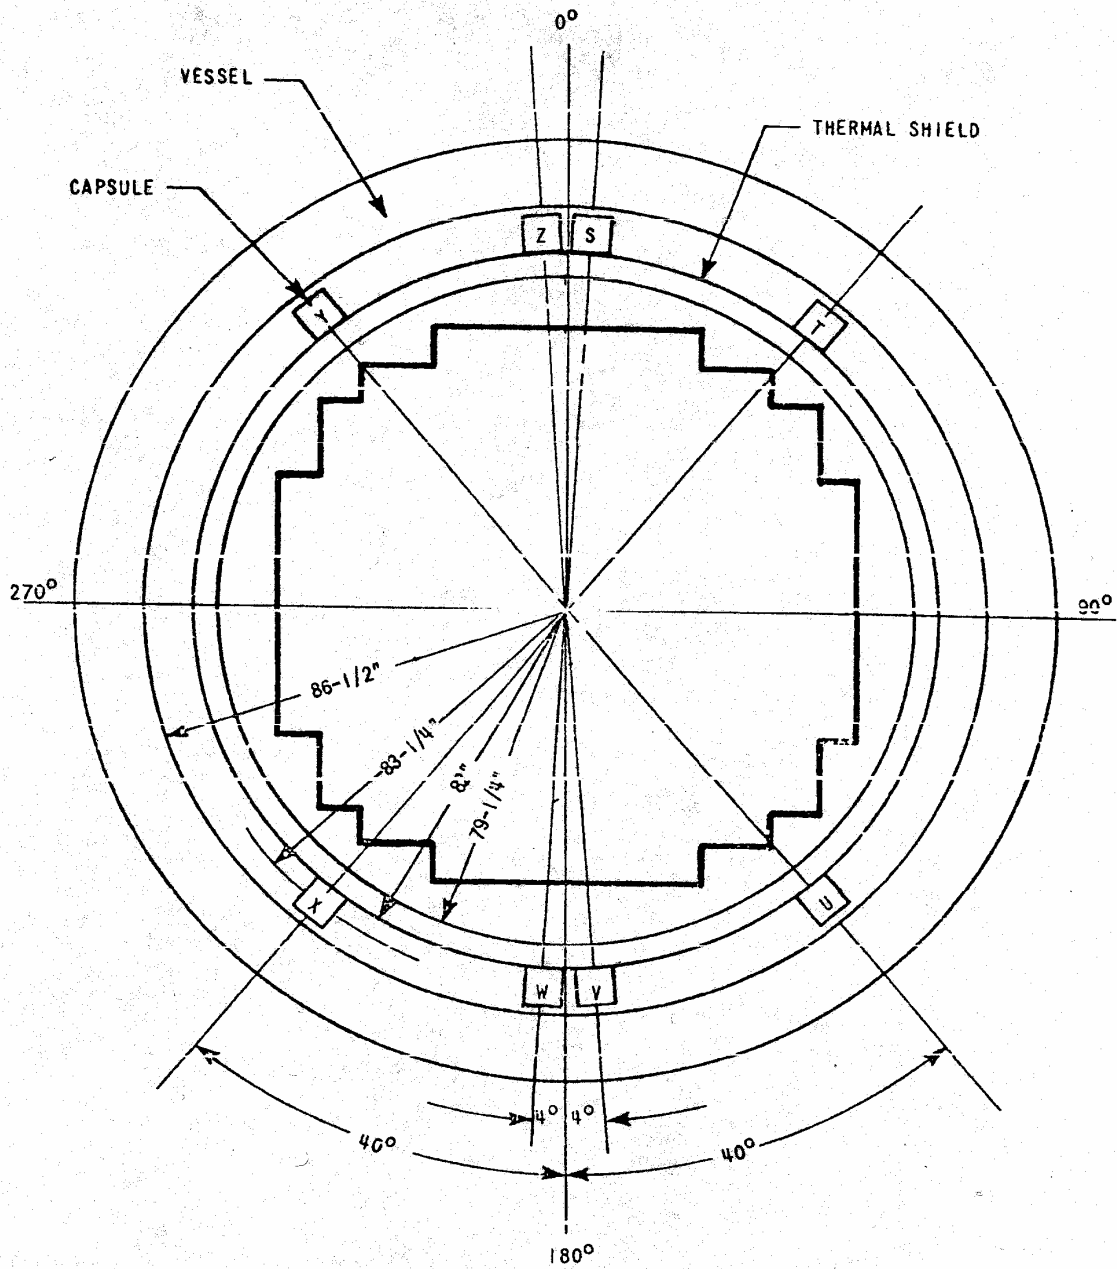 0°
VESSEL
THERMAL SHIELD
CAPSULE
Z
S
Y
T
270°
90°
86-1/2"
83-1/4"
82"
79-1/4"
X
U
W
V
4°
4°
40°
40°
180°